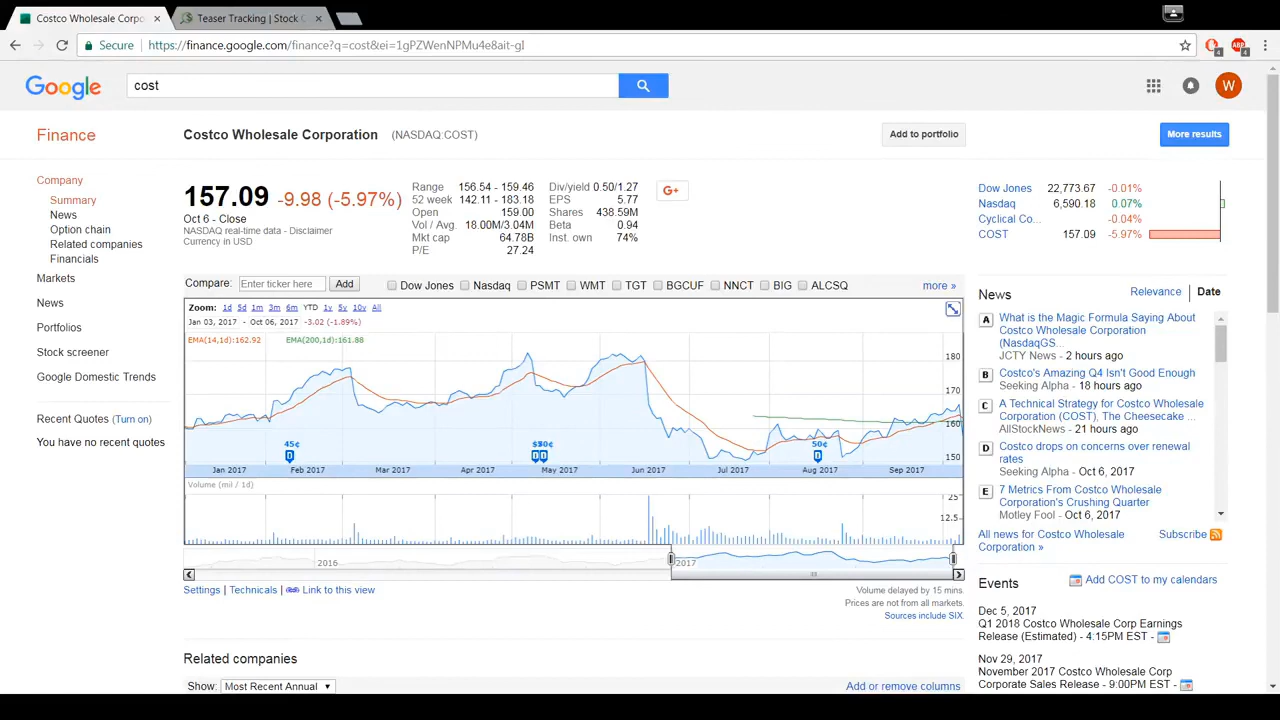 Costco Wholesale Corpo
Teaser Tracking | Stock G
Secure
https://finance.google.com/finance?q=cost&ei=1gPZWenNPMu4e8ait-gI
4
ABP
4
Google
cost
W
Finance
Costco Wholesale Corporation (NASDAQ:COST)
Add to portfolio
More results
Company
Summary
News
Option chain
Related companies
Financials
Markets
News
Portfolios
Stock screener
Google Domestic Trends
Recent Quotes (Turn on)
You have no recent quotes
157.09 -9.98 (-5.97%)
Oct 6 - Close
NASDAQ real-time data - Disclaimer
Currency in USD
Range 156.54 - 159.46
52 week 142.11 - 183.18
Open 159.00
Vol / Avg. 18.00M/3.04M
Mkt cap 64.78B
P/E 27.24
Div/yield 0.50/1.27
EPS 5.77
Shares 438.59M
Beta 0.94
Inst. own 74%
G+
Dow Jones 22,773.67 -0.01%
Nasdaq 6,590.18 0.07%
Cyclical Co... -0.04%
COST 157.09 -5.97%
Compare: Enter ticker here Add Dow Jones Nasdaq PSMT WMT TGT BGCUF NNCT BIG ALCSQ more »
Zoom: 1d 5d 1m 3m 6m YTD 1y 5y 10y All
Jan 03, 2017 - Oct 06, 2017 -3.02 (-1.89%)
EMA(14,1d):162.92 EMA(200,1d):161.88
180
170
160
150
45¢
50¢
D
D
D
D
Jan 2017 Feb 2017 Mar 2017 Apr 2017 May 2017 Jun 2017 Jul 2017 Aug 2017 Sep 2017
Volume (mil / 1d)
25
12.5
2016
2017
Settings | Technicals | Link to this view
Volume delayed by 15 mins.
Prices are not from all markets.
Sources include SIX.
Related companies
Show: Most Recent Annual
Add or remove columns
News
Relevance | Date
A
What is the Magic Formula Saying About
Costco Wholesale Corporation
(NasdaqGS...
JCTY News - 2 hours ago
B
Costco's Amazing Q4 Isn't Good Enough
Seeking Alpha - 18 hours ago
C
A Technical Strategy for Costco Wholesale
Corporation (COST), The Cheesecake ...
AllStockNews - 21 hours ago
D
Costco drops on concerns over renewal
rates
Seeking Alpha - Oct 6, 2017
E
7 Metrics From Costco Wholesale
Corporation's Crushing Quarter
Motley Fool - Oct 6, 2017
All news for Costco Wholesale
Corporation »
Subscribe
Events
Add COST to my calendars
Dec 5, 2017
Q1 2018 Costco Wholesale Corp Earnings
Release (Estimated) - 4:15PM EST -
Nov 29, 2017
November 2017 Costco Wholesale Corp
Corporate Sales Release - 9:00PM EST -